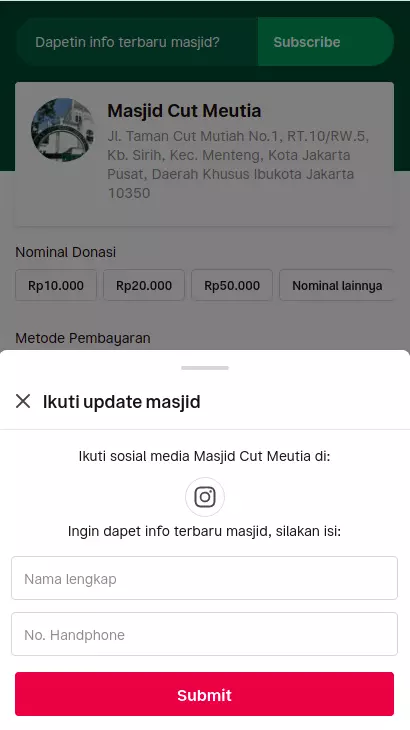 Dapetin info terbaru masjid?
Subscribe
Masjid Cut Meutia
Jl. Taman Cut Mutiah No.1, RT.10/RW.5,
Kb. Sirih, Kec. Menteng, Kota Jakarta
Pusat, Daerah Khusus Ibukota Jakarta
10350
Nominal Donasi
Rp10.000 Rp20.000 Rp50.000 Nominal lainnya
Metode Pembayaran
Ikuti update masjid
Ikuti sosial media Masjid Cut Meutia di:
Ingin dapet info terbaru masjid, silakan isi:
Nama lengkap
No. Handphone
Submit